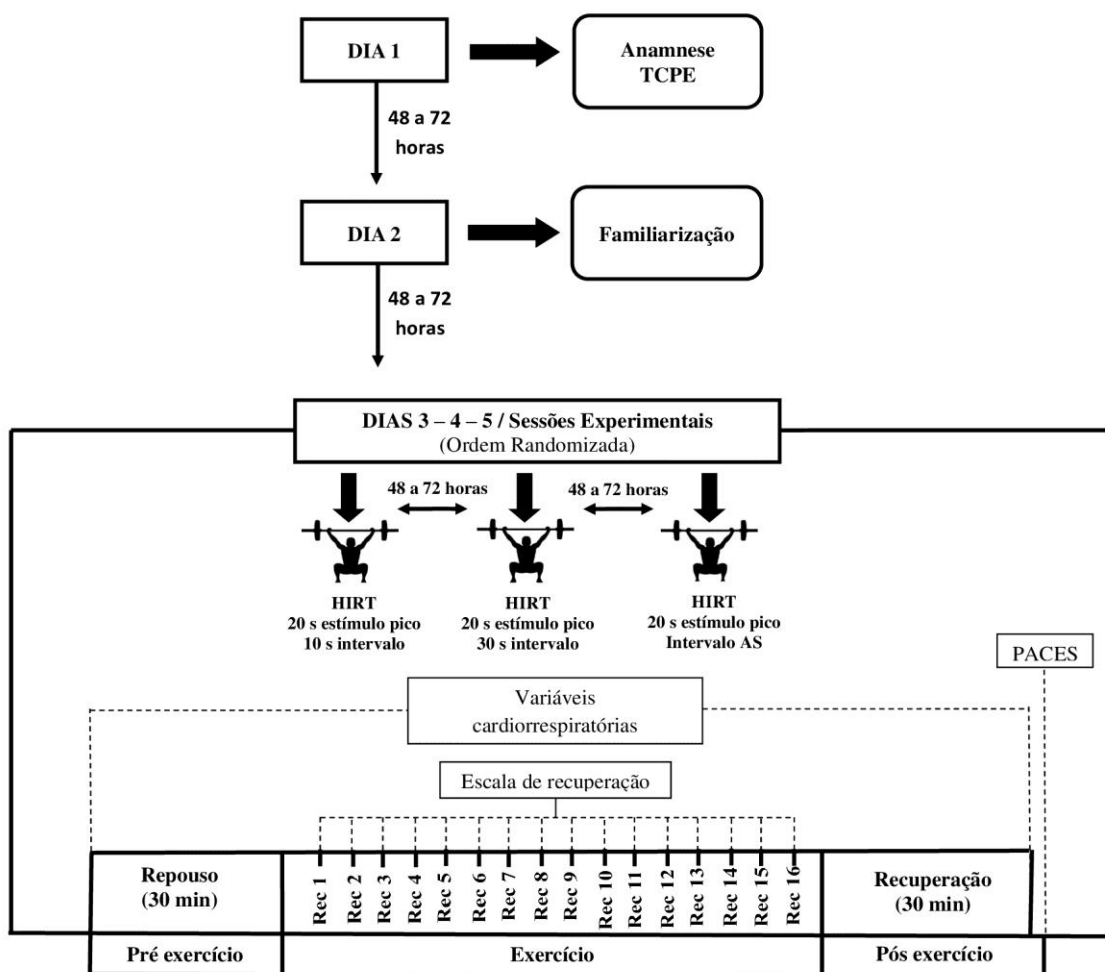 DIA 1
Anamnese
TCPE
48 a 72
horas
DIA 2
Familiarização
48 a 72
horas
DIAS 3 – 4 – 5 / Sessões Experimentais
(Ordem Randomizada)
48 a 72 horas
48 a 72 horas
HIRT
20 s estímulo pico
10 s intervalo
HIRT
20 s estímulo pico
30 s intervalo
HIRT
20 s estímulo pico
Intervalo AS
PACES
Variáveis
cardiorrespiratórias
Escala de recuperação
Repouso
(30 min)
Rec 1
Rec 2
Rec 3
Rec 4
Rec 5
Rec 6
Rec 7
Rec 8
Rec 9
Rec 10
Rec 11
Rec 12
Rec 13
Rec 14
Rec 15
Rec 16
Recuperação
(30 min)
Pré exercício
Exercício
Pós exercício